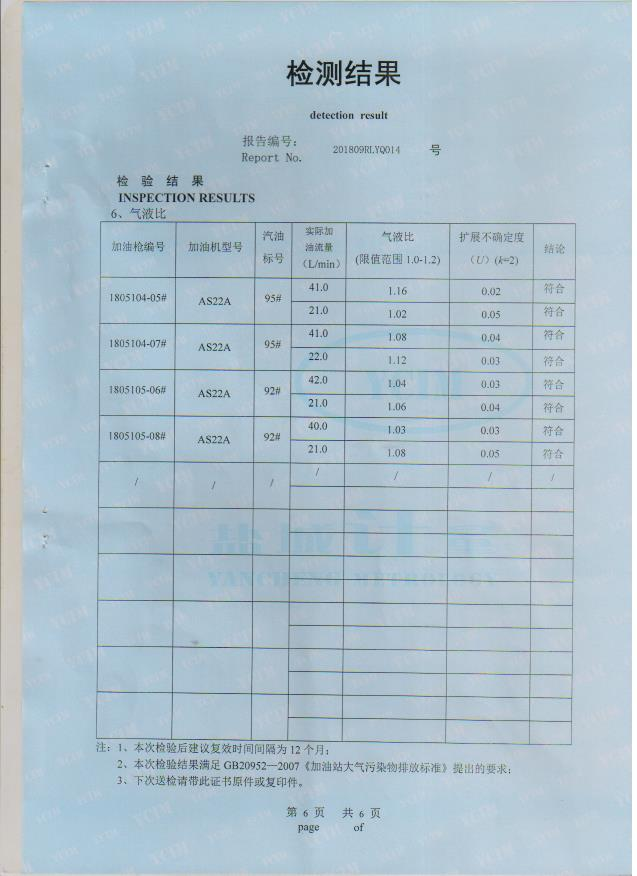 检测结果
detection result
报告编号：
Report No.
201809RLYQ014 号
检 验 结 果
INSPECTION RESULTS
6、气液比
加油枪编号 加油机型号 汽油标号 实际加油流量（L/min） 气液比(限值范围 1.0-1.2) 扩展不确定度（U）(k=2) 结论
1805104-05# AS22A 95# 41.0 1.16 0.02 符合
21.0 1.02 0.05 符合
1805104-07# AS22A 95# 41.0 1.08 0.04 符合
22.0 1.12 0.03 符合
1805105-06# AS22A 92# 42.0 1.04 0.03 符合
21.0 1.06 0.04 符合
1805105-08# AS22A 92# 40.0 1.03 0.03 符合
21.0 1.08 0.05 符合
/ / / / / / /
YCJM
盐城计量
YANCHENG METROLOGY
注：1、本次检验后建议复效时间间隔为 12 个月；
2、本次检验结果满足 GB20952—2007《加油站大气污染物排放标准》提出的要求；
3、下次送检请带此证书原件或复印件。
第 6 页 共 6 页
page of